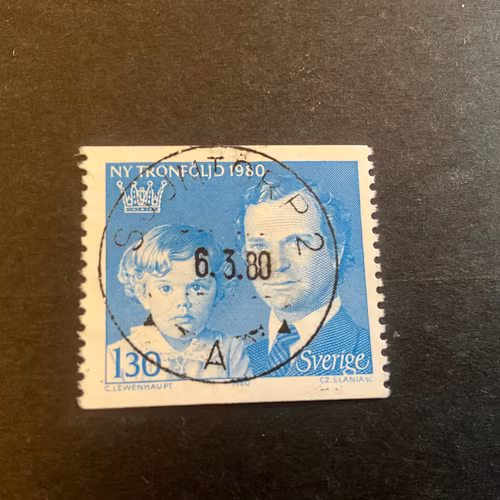 NY TRONFÖLJD 1980
6.3.80
A
130
Sverige
C. LEWENHAUPT
CZ. SLANIA sc.